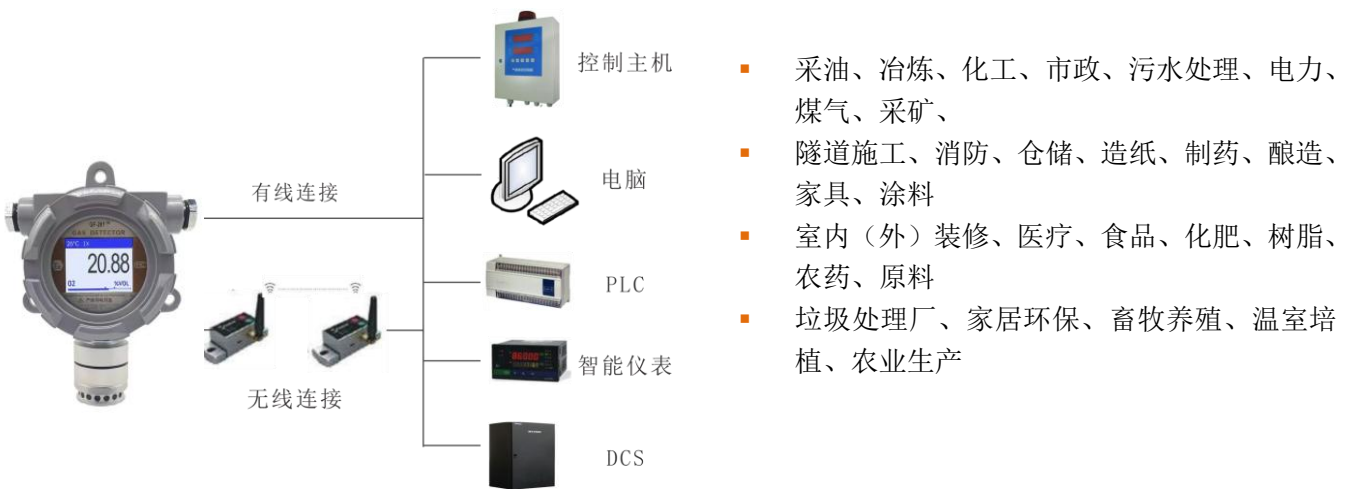 控制主机
电脑
PLC
智能仪表
DCS
有线连接
无线连接
GAS DETECTOR
25℃
20.88
O2
%VOL
采油、冶炼、化工、市政、污水处理、电力、
煤气、采矿、
隧道施工、消防、仓储、造纸、制药、酿造、
家具、涂料
室内（外）装修、医疗、食品、化肥、树脂、
农药、原料
垃圾处理厂、家居环保、畜牧养殖、温室培
植、农业生产